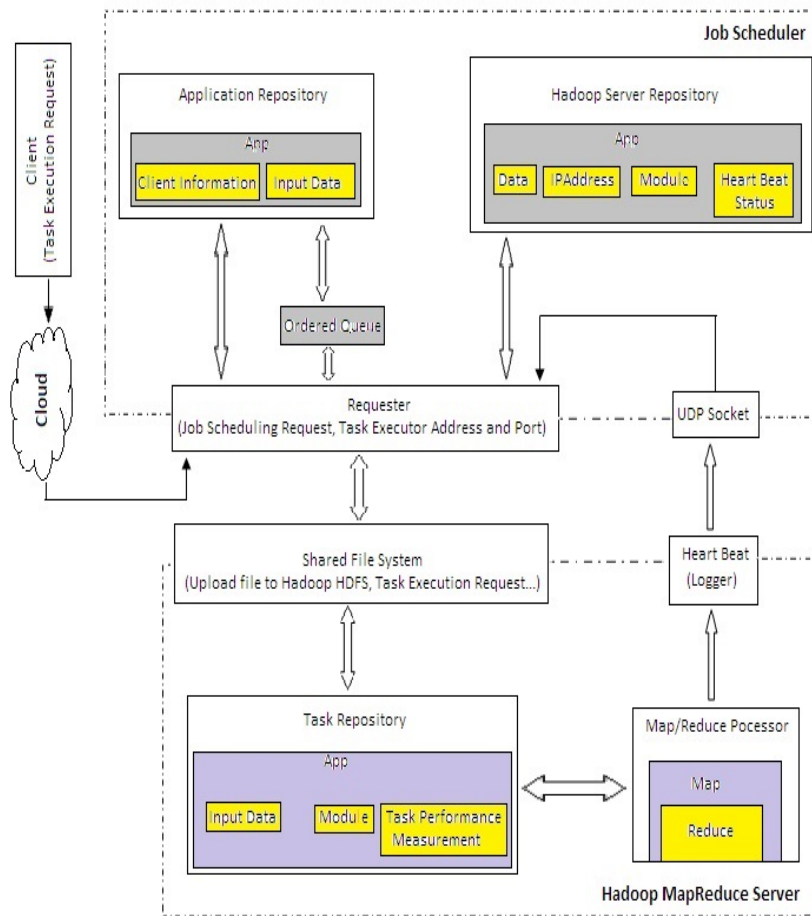 Job Scheduler
Client
(Task Execution Request)
Application Repository
App
Client Information
Input Data
Hadoop Server Repository
App
Data
IPAddress
Module
Heart Beat
Status
Ordered Queue
Cloud
Requester
(Job Scheduling Request, Task Executor Address and Port)
UDP Socket
Shared File System
(Upload file to Hadoop HDFS, Task Execution Request...)
Heart Beat
(Logger)
Task Repository
App
Input Data
Module
Task Performance
Measurement
Map/Reduce Pocessor
Map
Reduce
Hadoop MapReduce Server